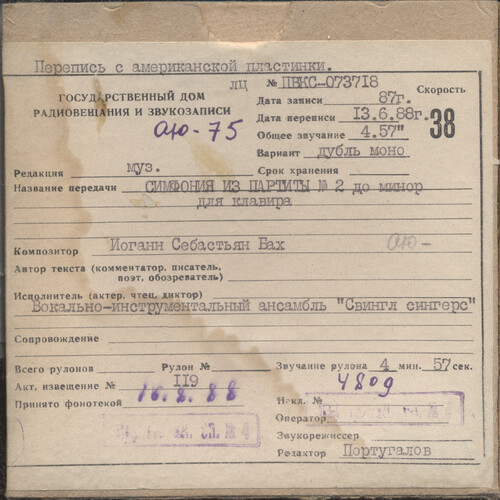 Перепись с американской пластинки.
лц № ПВКС-073718
ГОСУДАРСТВЕННЫЙ ДОМ
РАДИОВЕЩАНИЯ И ЗВУКОЗАПИСИ
Дата записи 87г.
Скорость
Дата переписи 13.6.88г.
38
Общее звучание 4.57"
Вариант дубль моно
Редакция муз.
Срок хранения
Название передачи СИМФОНИЯ ИЗ ПАРТИТЫ № 2 до минор
для клавира
Композитор Иоганн Себастьян Бах
Автор текста (комментатор, писатель,
поэт, обозреватель)
Исполнитель (актер, чтец, диктор)
Вокально-инструментальный ансамбль "Свингл сингерс"
Сопровождение
Всего рулонов Рулон № Звучание рулона 4 мин. 57 сек.
Акт. извещение № 119
Накл. № 4809
Принято фонотекой 16.8.88
Оператор
Звукорежиссер
Редактор Португалов